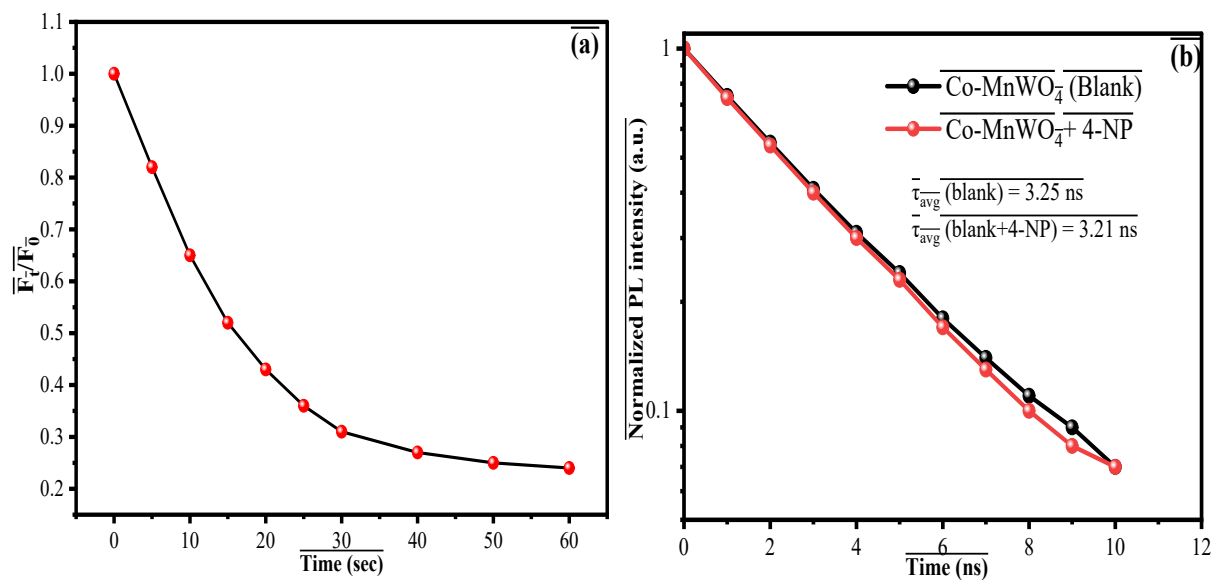 (a)
1.1
1.0
0.9
0.8
0.7
0.6
0.5
0.4
0.3
0.2
Ft/F0
0 10 20 30 40 50 60
Time (sec)
(b)
1
0.1
Normalized PL intensity (a.u.)
Co-MnWO4 (Blank)
Co-MnWO4+ 4-NP
τavg (blank) = 3.25 ns
τavg (blank+4-NP) = 3.21 ns
0 2 4 6 8 10 12
Time (ns)